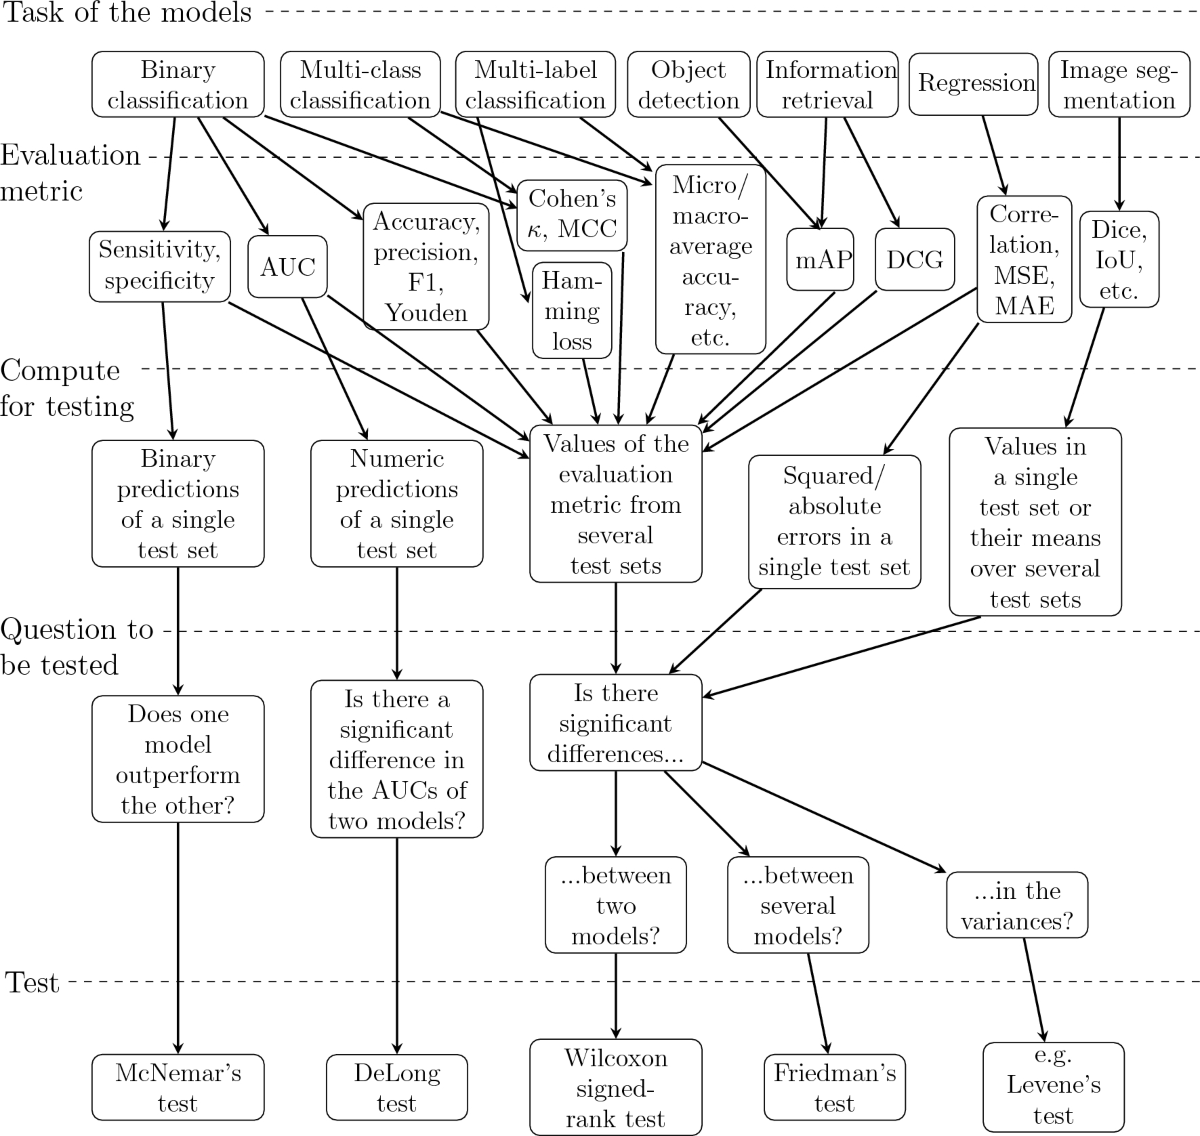 Task of the models
Binary
classification
Multi-class
classification
Multi-label
classification
Object
detection
Information
retrieval
Regression
Image seg-
mentation
Evaluation
metric
Sensitivity,
specificity
AUC
Accuracy,
precision,
F1,
Youden
Cohen's
κ, MCC
Ham-
ming
loss
Micro/
macro-
average
accu-
racy,
etc.
mAP
DCG
Corre-
lation,
MSE,
MAE
Dice,
IoU,
etc.
Compute
for testing
Binary
predictions
of a single
test set
Numeric
predictions
of a single
test set
Values of the
evaluation
metric from
several
test sets
Squared/
absolute
errors in a
single test set
Values in
a single
test set or
their means
over several
test sets
Question to
be tested
Does one
model
outperform
the other?
Is there a
significant
difference in
the AUCs of
two models?
Is there
significant
differences...
...between
two
models?
...between
several
models?
...in the
variances?
Test
McNemar's
test
DeLong
test
Wilcoxon
signed-
rank test
Friedman's
test
e.g.
Levene's
test